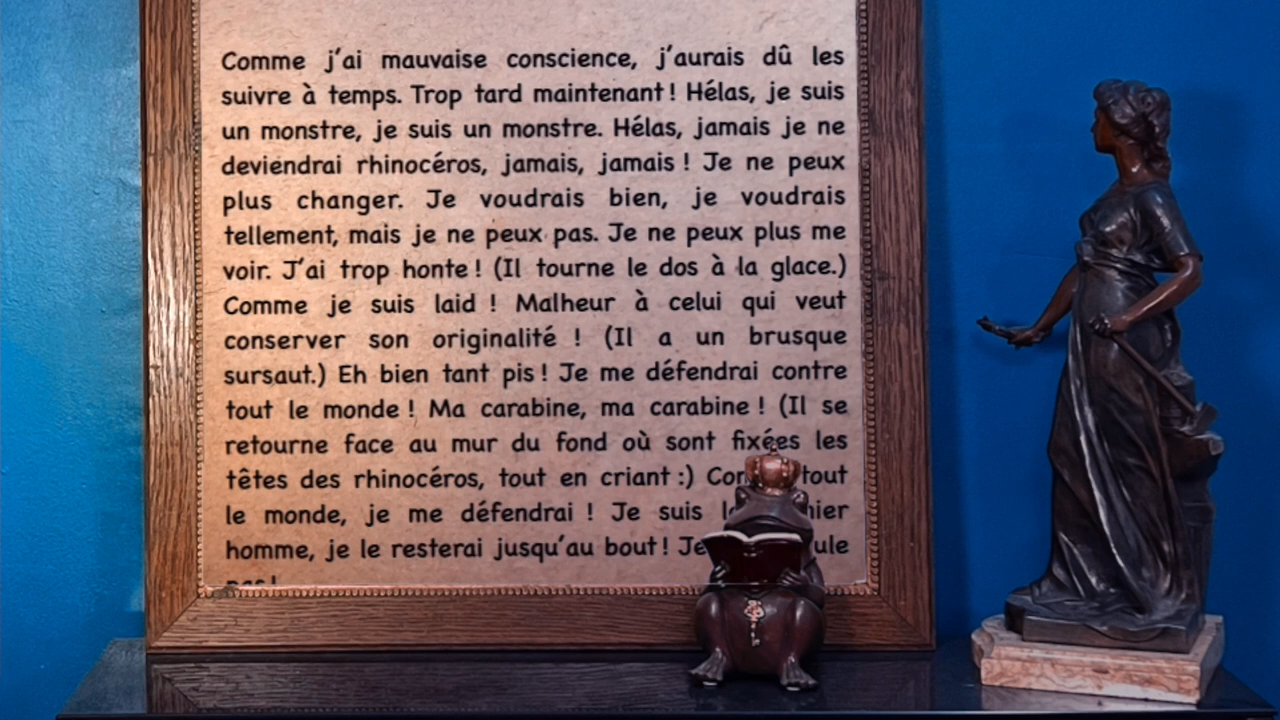 Comme j'ai mauvaise conscience, j'aurais dû les
suivre à temps. Trop tard maintenant ! Hélas, je suis
un monstre, je suis un monstre. Hélas, jamais je ne
deviendrai rhinocéros, jamais, jamais ! Je ne peux
plus changer. Je voudrais bien, je voudrais
tellement, mais je ne peux pas. Je ne peux plus me
voir. J'ai trop honte ! (Il tourne le dos à la glace.)
Comme je suis laid ! Malheur à celui qui veut
conserver son originalité ! (Il a un brusque
sursaut.) Eh bien tant pis ! Je me défendrai contre
tout le monde ! Ma carabine, ma carabine ! (Il se
retourne face au mur du fond où sont fixées les
têtes des rhinocéros, tout en criant :) tout
le monde, je me défendrai ! Je suis
homme, je le resterai jusqu'au bout ! Je
pas !